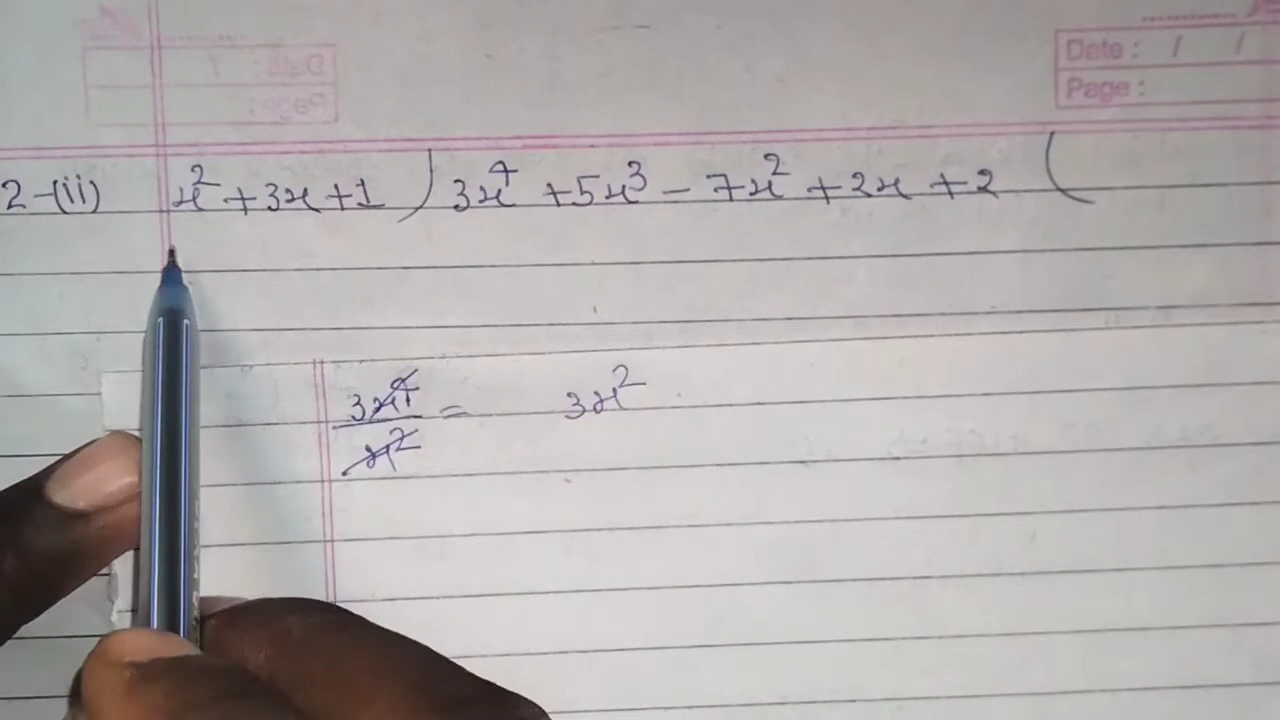 Date : / /
Page :
2-(ii) x² + 3x + 1 ) 3x⁴ + 5x³ - 7x² + 2x + 2 (
3x⁴/x² = 3x²